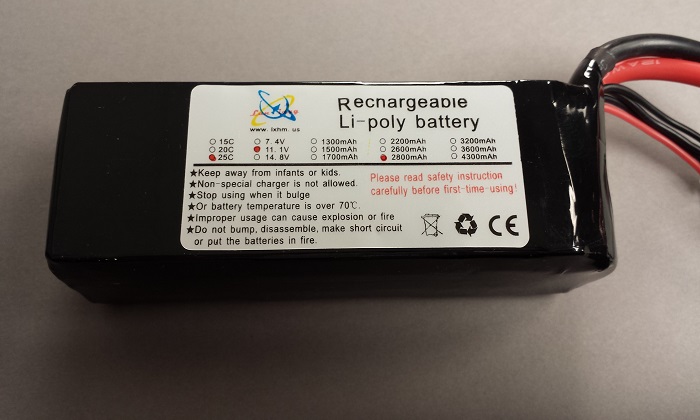 Rechargeable
Li-poly battery
www.lxhm.us
15C 7.4V 1300mAh 2200mAh 3200mAh
20C 11.1V 1500mAh 2600mAh 3600mAh
25C 14.8V 1700mAh 2800mAh 4300mAh
★Keep away from infants or kids.
★Non-special charger is not allowed.
★Stop using when it bulge
★Or battery temperature is over 70℃.
★Improper usage can cause explosion or fire
★Do not bump, disassemble, make short circuit
or put the batteries in fire.
Please read safety instruction
carefully before first-time-using!
CE